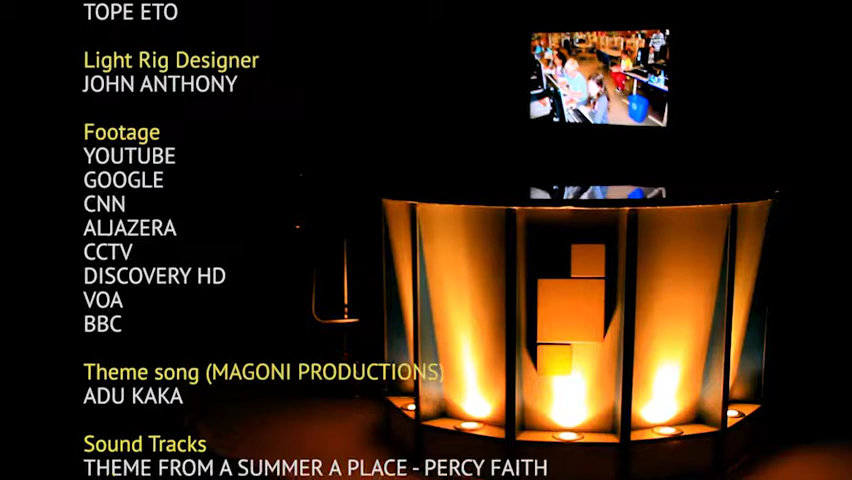 TOPE ETO
Light Rig Designer
JOHN ANTHONY
Footage
YOUTUBE
GOOGLE
CNN
ALJAZERA
CCTV
DISCOVERY HD
VOA
BBC
Theme song (MAGONI PRODUCTIONS)
ADU KAKA
Sound Tracks
THEME FROM A SUMMER A PLACE - PERCY FAITH